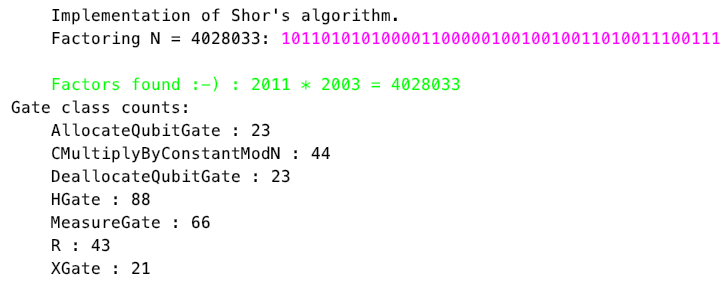 Implementation of Shor's algorithm.
Factoring N = 4028033: 10110101010000110000010010010011010011100111
Factors found :-) : 2011 * 2003 = 4028033
Gate class counts:
AllocateQubitGate : 23
CMultiplyByConstantModN : 44
DeallocateQubitGate : 23
HGate : 88
MeasureGate : 66
R : 43
XGate : 21